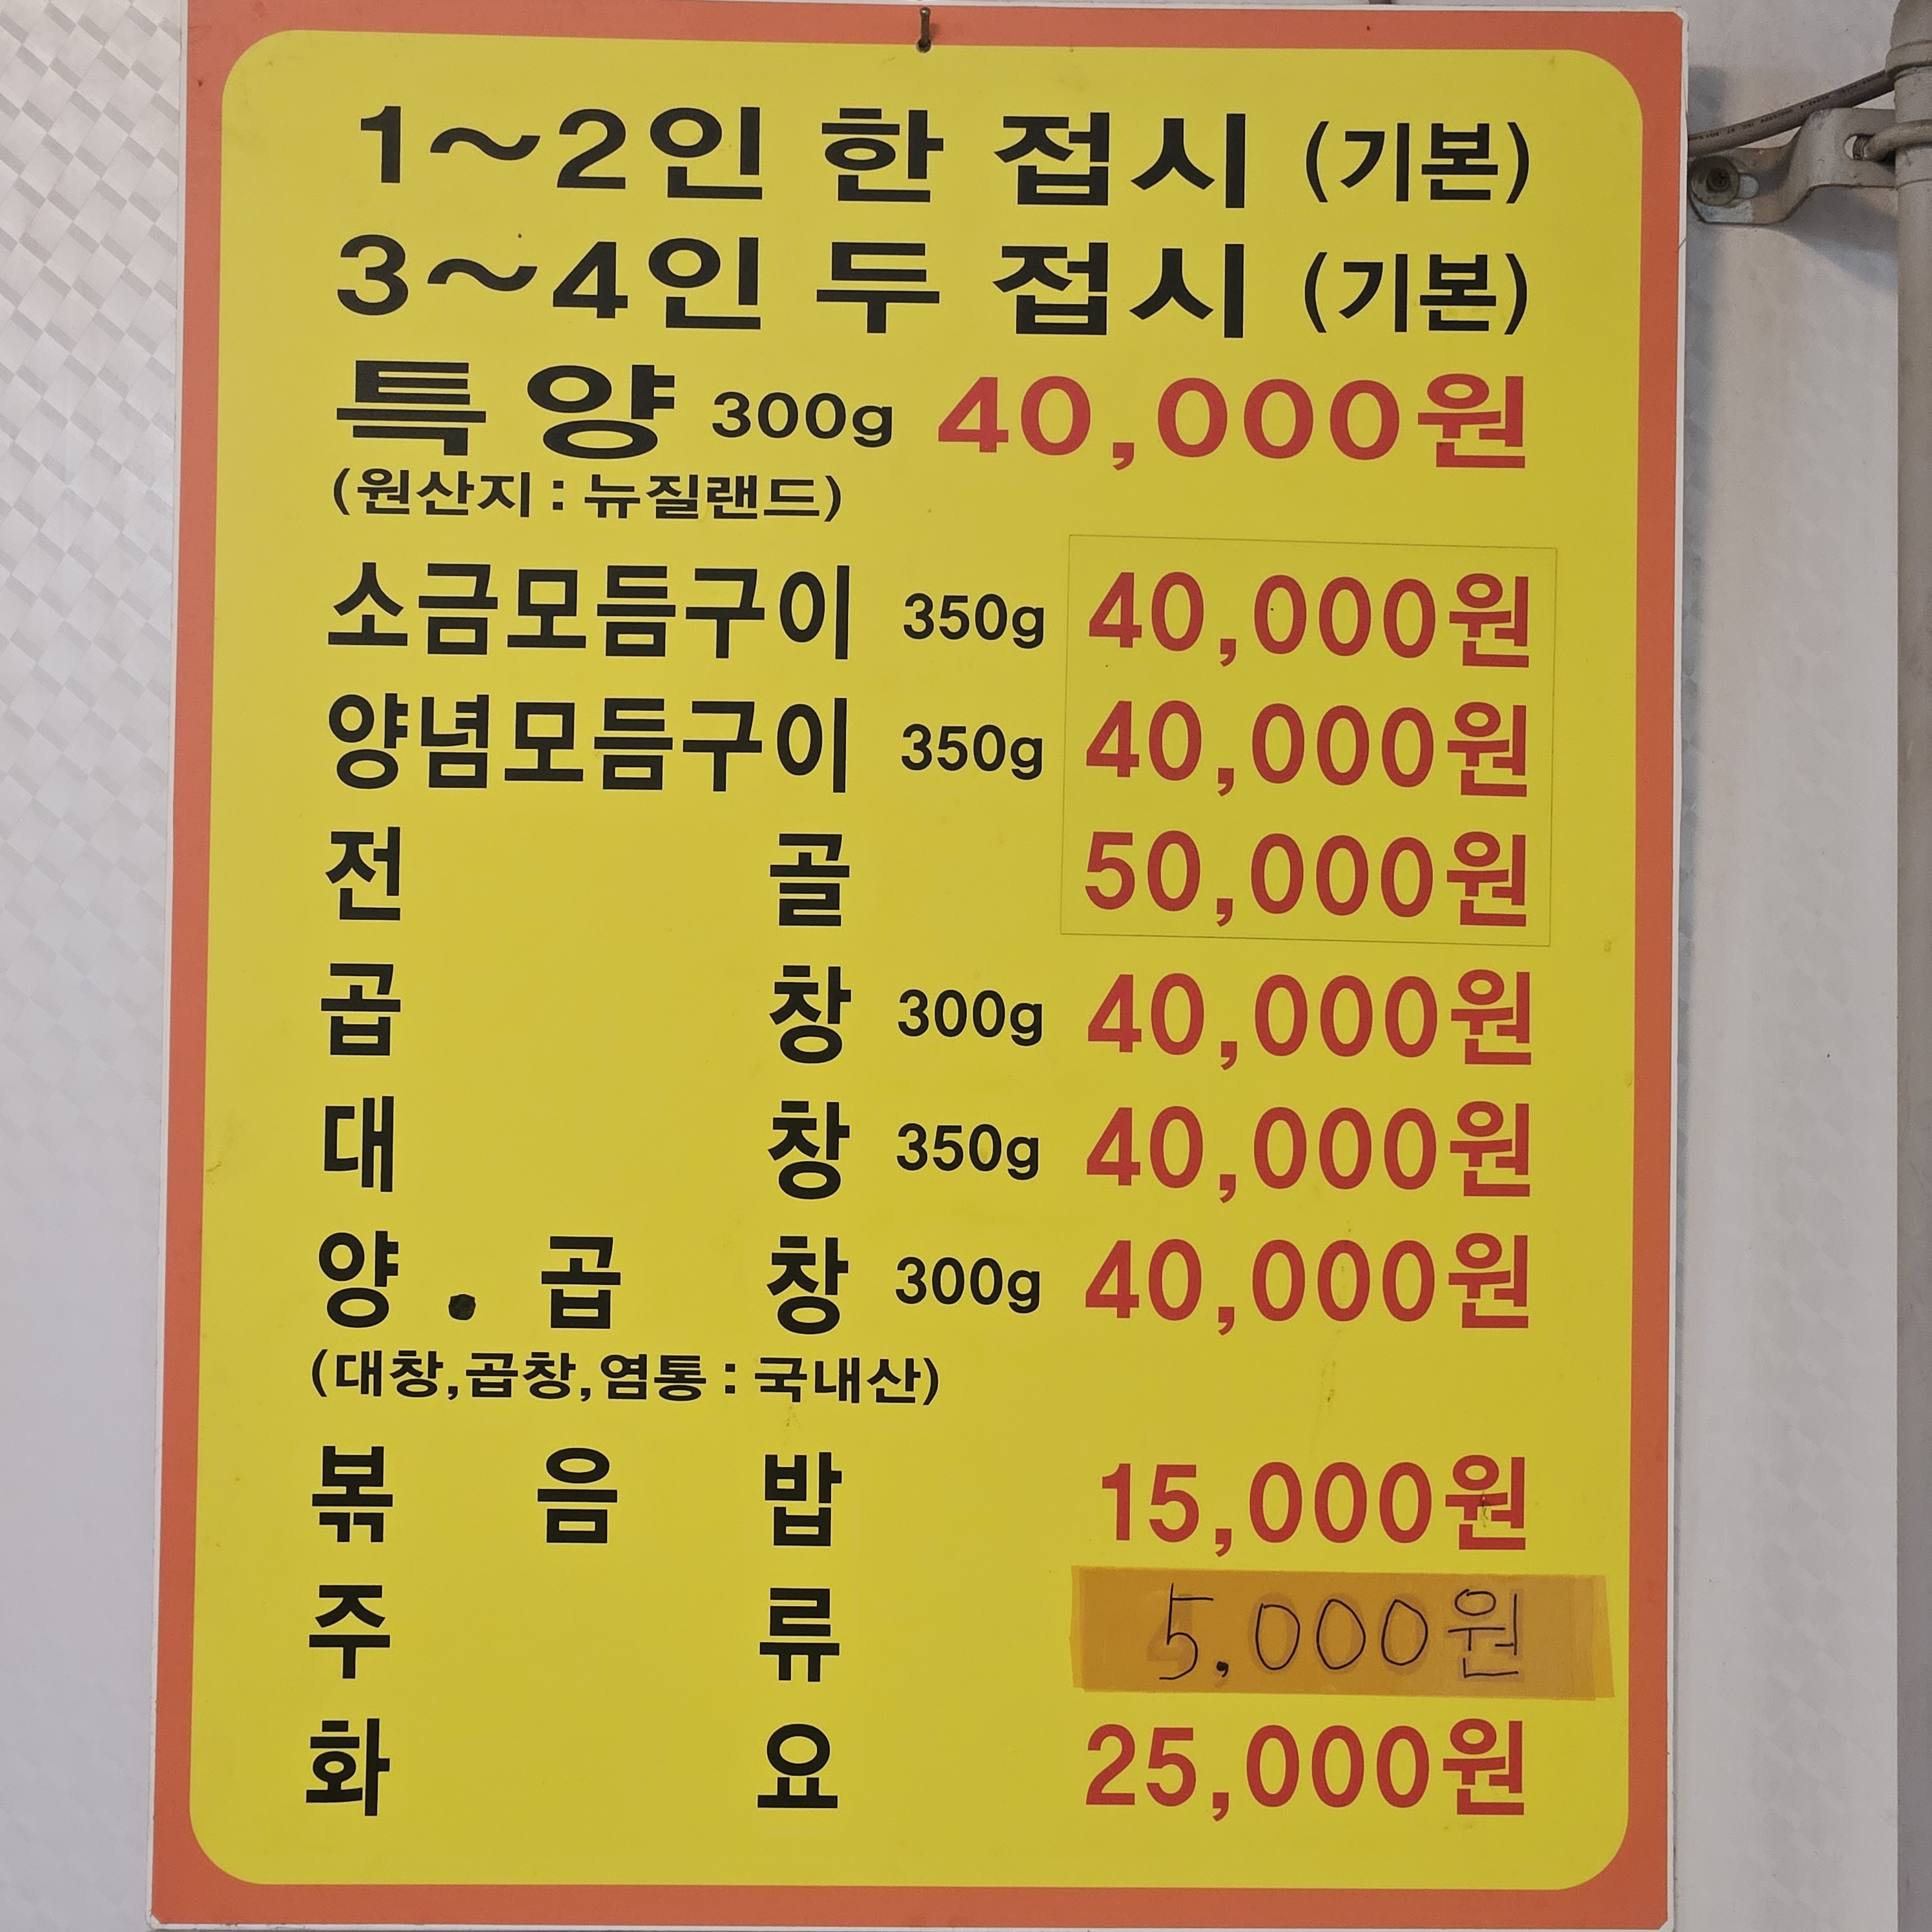 1~2인 한 접시 (기본)
3~4인 두 접시 (기본)
특양 300g 40,000원
(원산지 : 뉴질랜드)
소금모듬구이 350g 40,000원
양념모듬구이 350g 40,000원
전골 50,000원
곱창 300g 40,000원
대창 350g 40,000원
양.곱창 300g 40,000원
(대창,곱창,염통 : 국내산)
볶음밥 15,000원
주류 5,000원
화요 25,000원